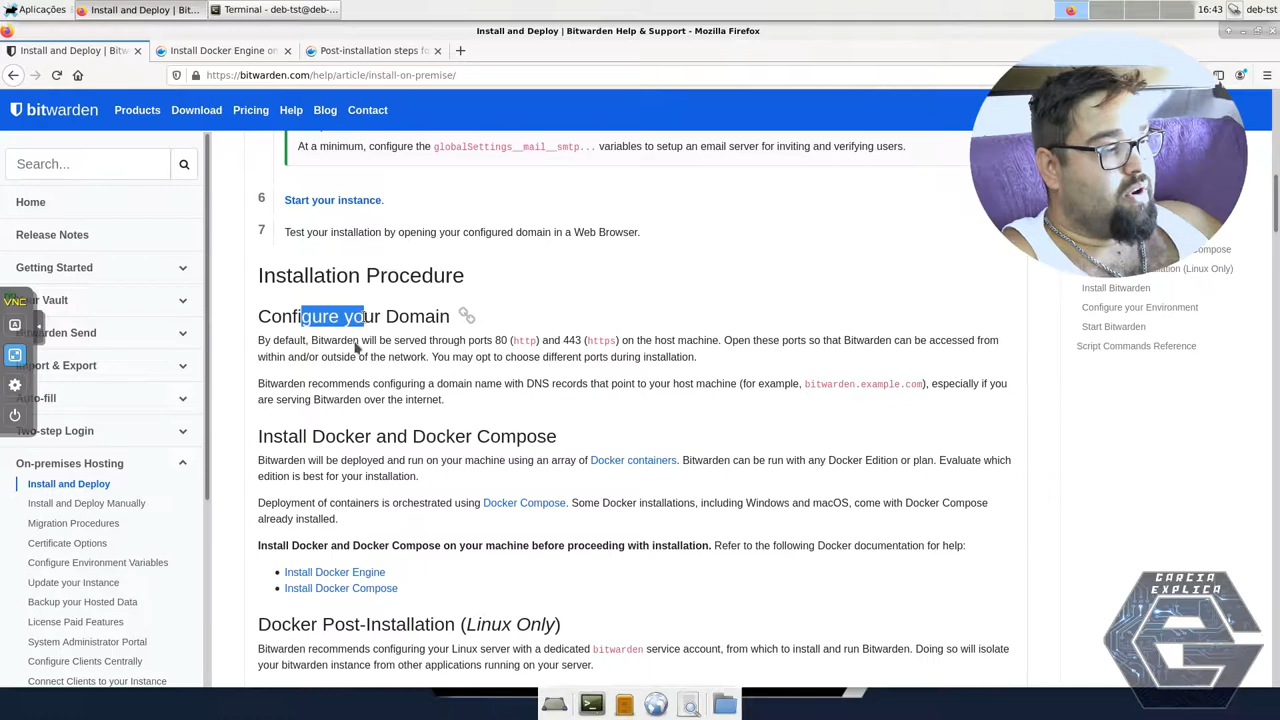 Aplicações
Install and Deploy | Bit...
Terminal - deb-tst@deb-...
16:43
deb-tst
Install and Deploy | Bitwarden Help & Support - Mozilla Firefox
Install and Deploy | Bitw
Install Docker Engine on
Post-installation steps fo
https://bitwarden.com/help/article/install-on-premise/
bitwarden
Products
Download
Pricing
Help
Blog
Contact
Search...
Home
Release Notes
Getting Started
Vault
Bitwarden Send
port & Export
Auto-fill
Two-step Login
On-premises Hosting
Install and Deploy
Install and Deploy Manually
Migration Procedures
Certificate Options
Configure Environment Variables
Update your Instance
Backup your Hosted Data
License Paid Features
System Administrator Portal
Configure Clients Centrally
Connect Clients to your Instance
VNC
A
At a minimum, configure the globalSettings__mail__smtp... variables to setup an email server for inviting and verifying users.
6 Start your instance.
7 Test your installation by opening your configured domain in a Web Browser.
Installation Procedure
Configure your Domain
By default, Bitwarden will be served through ports 80 (http) and 443 (https) on the host machine. Open these ports so that Bitwarden can be accessed from
within and/or outside of the network. You may opt to choose different ports during installation.
Bitwarden recommends configuring a domain name with DNS records that point to your host machine (for example, bitwarden.example.com), especially if you
are serving Bitwarden over the internet.
Install Docker and Docker Compose
Bitwarden will be deployed and run on your machine using an array of Docker containers. Bitwarden can be run with any Docker Edition or plan. Evaluate which
edition is best for your installation.
Deployment of containers is orchestrated using Docker Compose. Some Docker installations, including Windows and macOS, come with Docker Compose
already installed.
Install Docker and Docker Compose on your machine before proceeding with installation. Refer to the following Docker documentation for help:
• Install Docker Engine
• Install Docker Compose
Docker Post-Installation (Linux Only)
Bitwarden recommends configuring your Linux server with a dedicated bitwarden service account, from which to install and run Bitwarden. Doing so will isolate
your bitwarden instance from other applications running on your server.
ompose
(Linux Only)
Install Bitwarden
Configure your Environment
Start Bitwarden
Script Commands Reference
GARCIA
EXPLICA